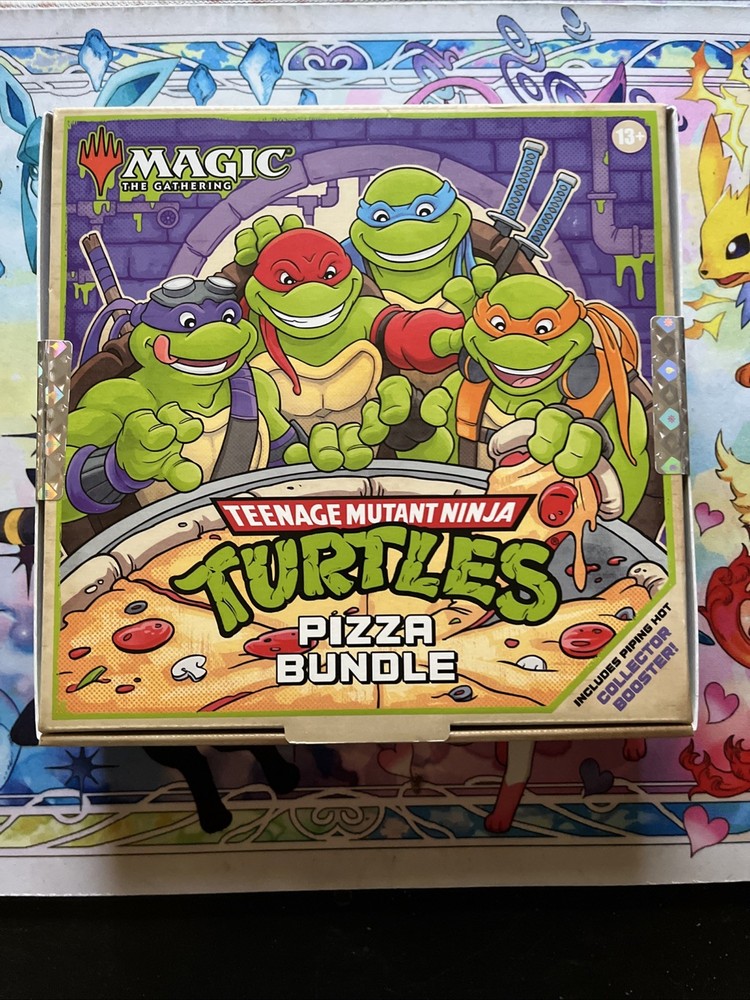 MAGIC
THE GATHERING
13+
TEENAGE MUTANT NINJA
TURTLES
PIZZA
BUNDLE
INCLUDES PIPING HOT
COLLECTOR
BOOSTER!